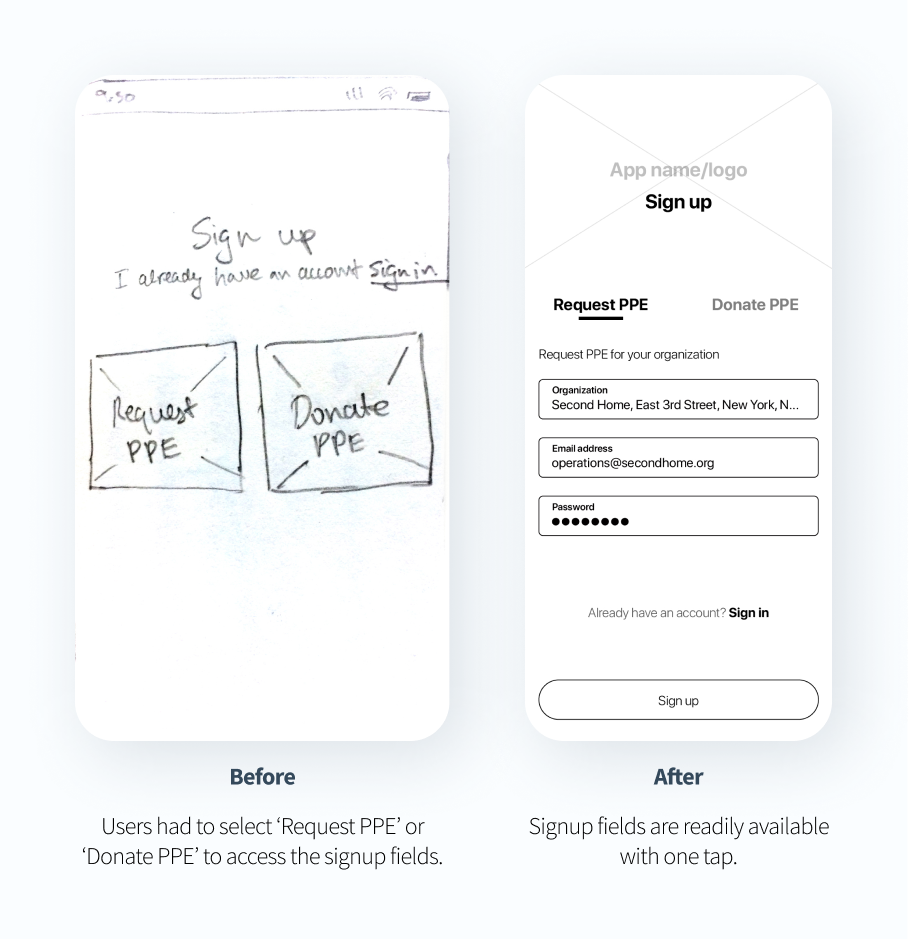 9:30
Sign up
I already have an account Sign in
Request
PPE
Donate
PPE
Before
Users had to select ‘Request PPE’ or
‘Donate PPE’ to access the signup fields.
App name/logo
Sign up
Request PPE Donate PPE
Request PPE for your organization
Organization
Second Home, East 3rd Street, New York, N...
Email address
operations@secondhome.org
Password
Already have an account? Sign in
Sign up
After
Signup fields are readily available
with one tap.